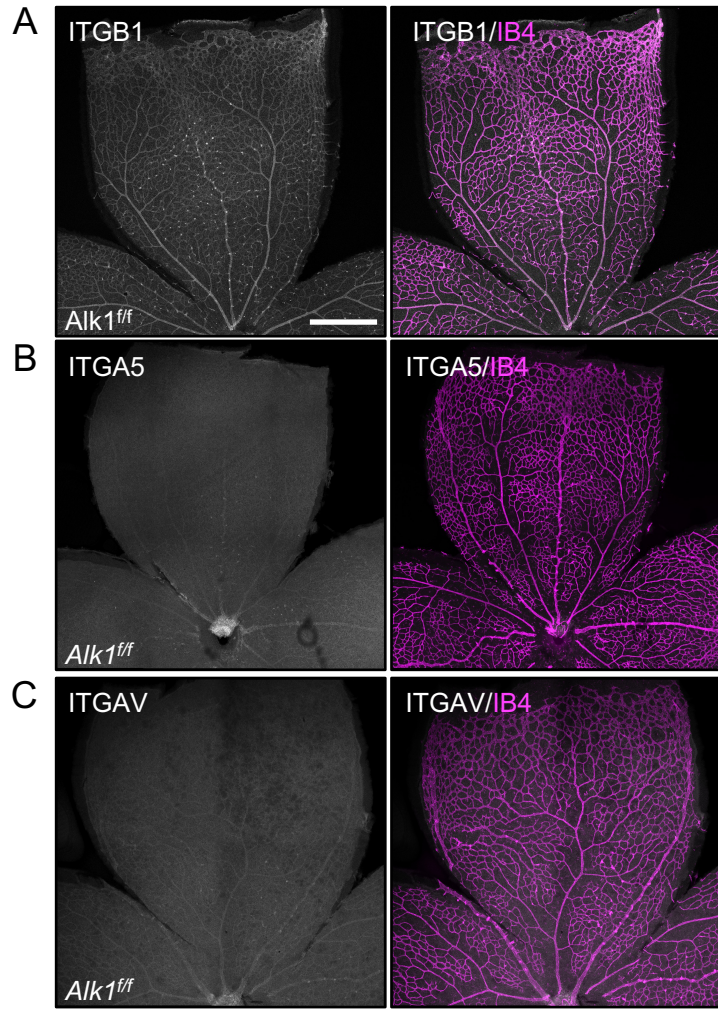 A
ITGB1
ITGB1/IB4
Alk1f/f
B
ITGA5
ITGA5/IB4
Alk1f/f
C
ITGAV
ITGAV/IB4
Alk1f/f